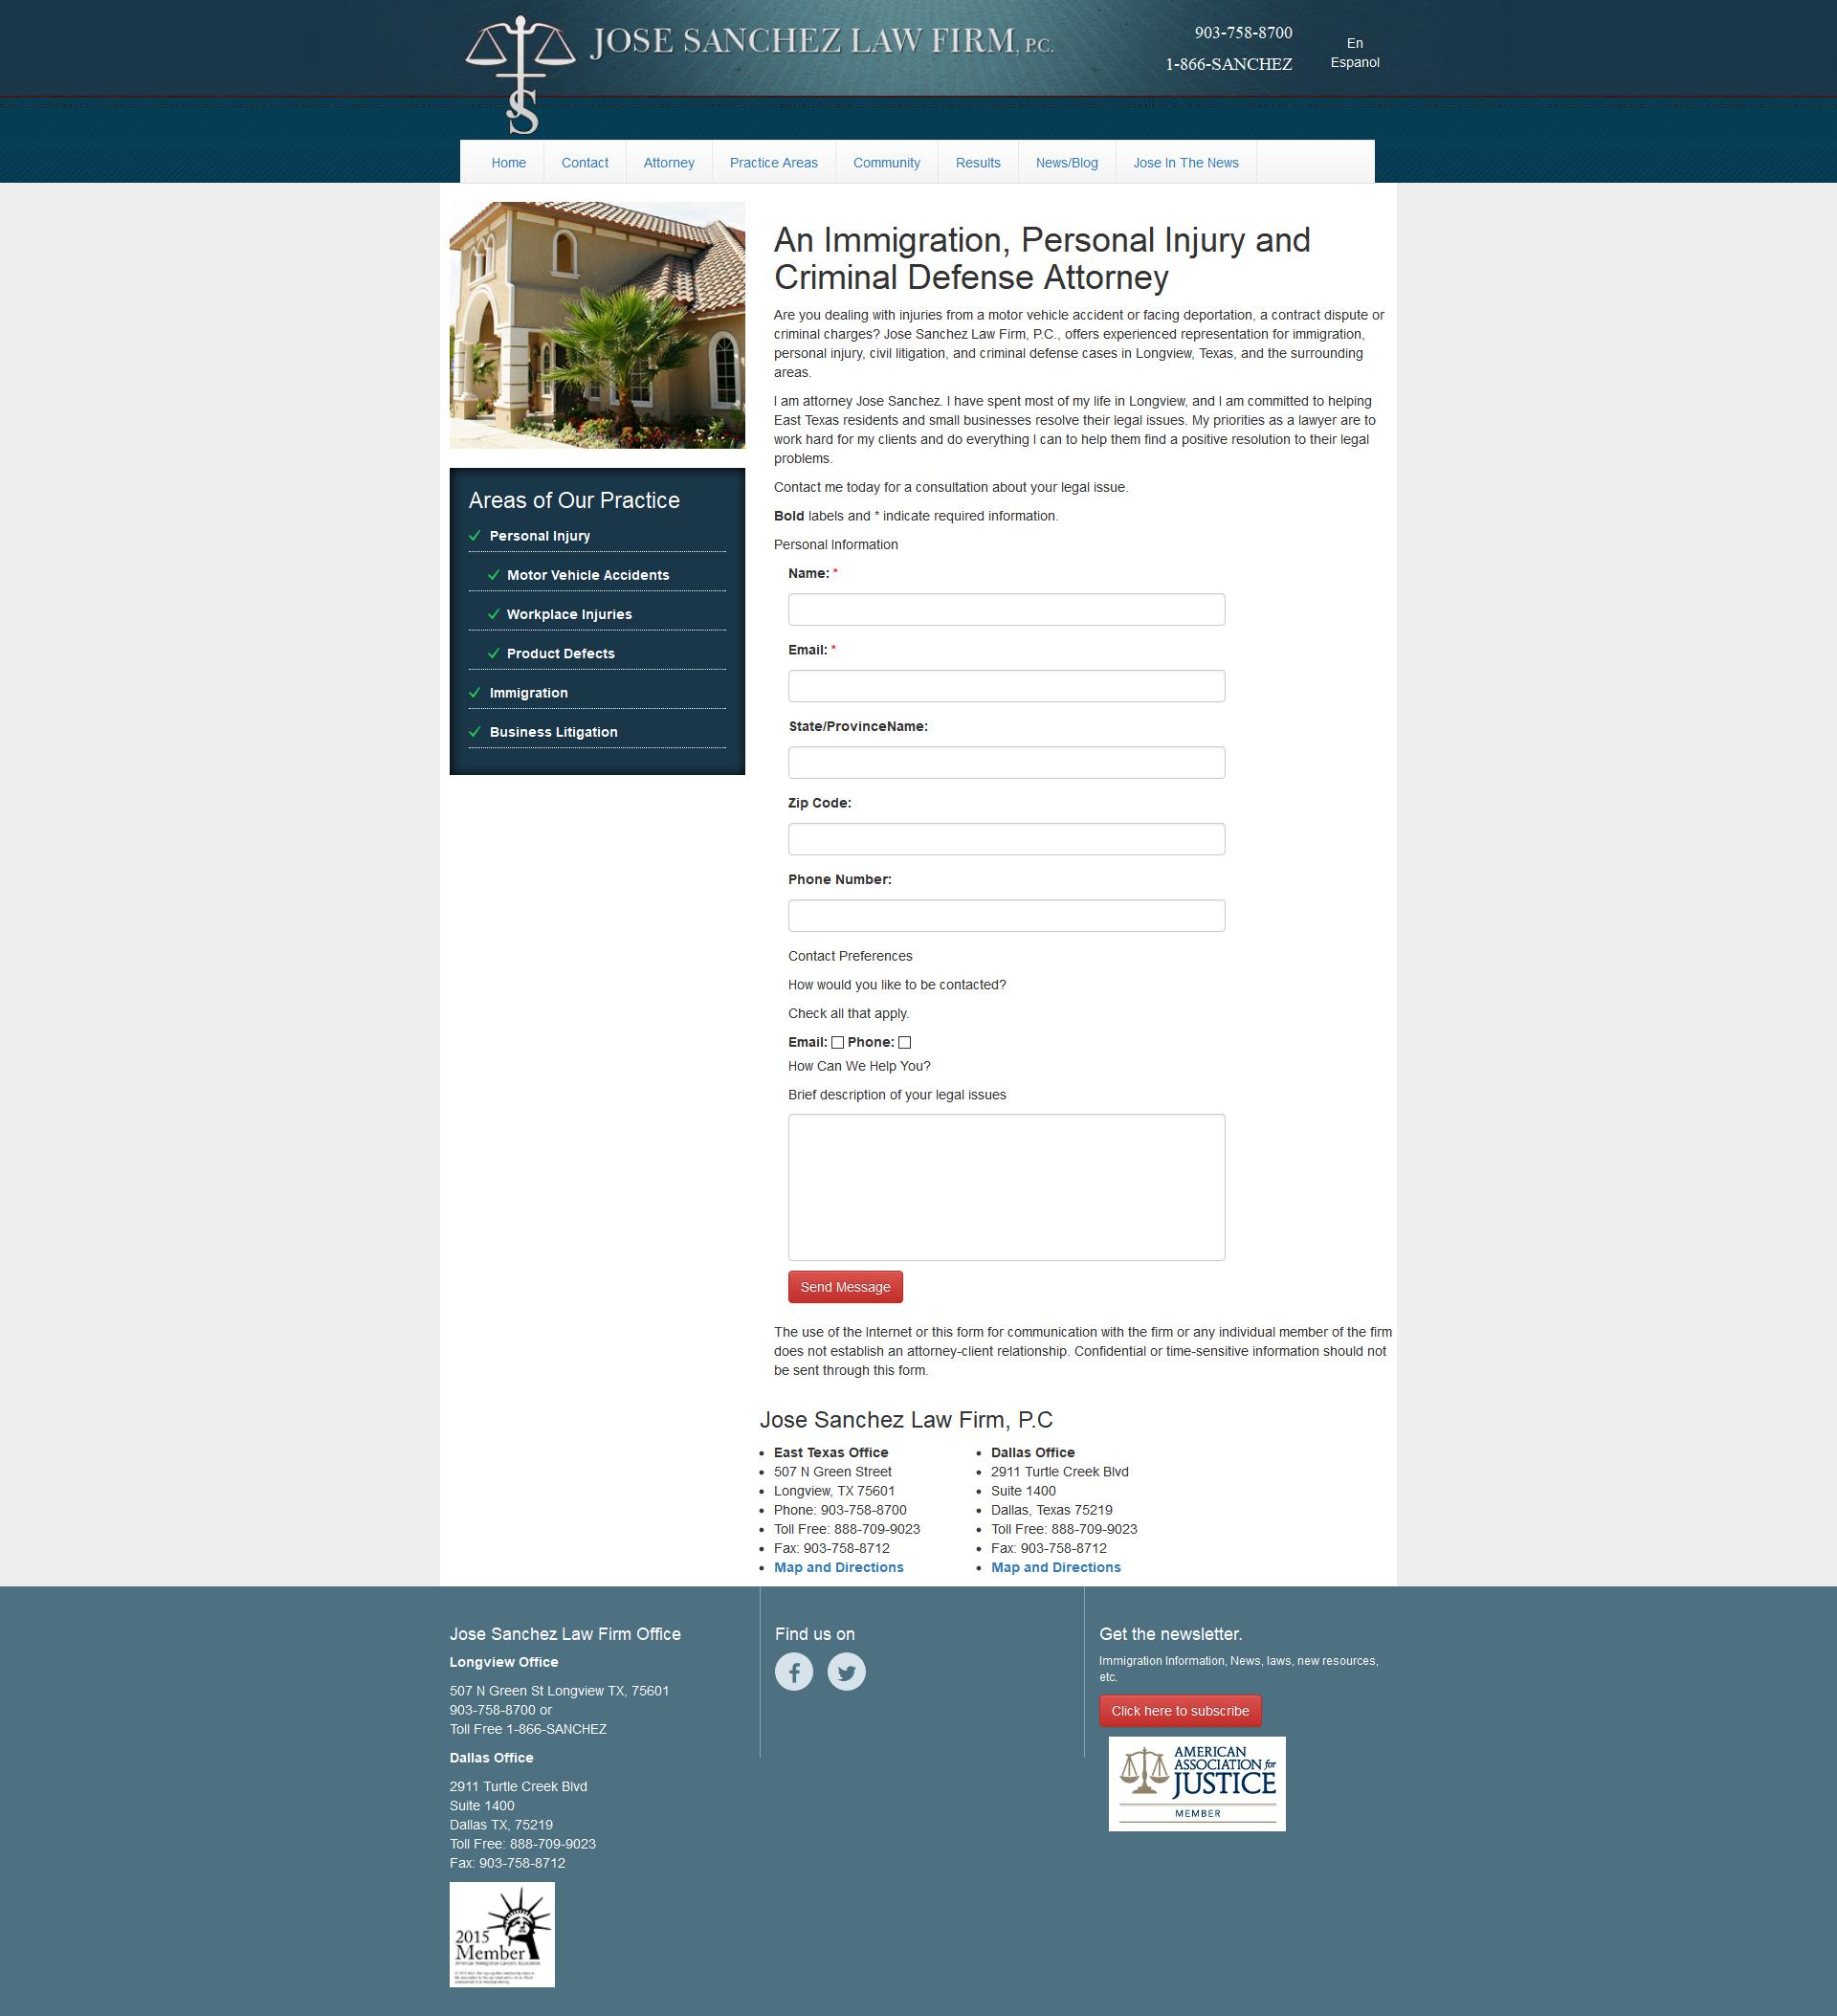 JOSE SANCHEZ LAW FIRM, P.C.
903-758-8700
1-866-SANCHEZ
En
Espanol
JS
Home
Contact
Attorney
Practice Areas
Community
Results
News/Blog
Jose In The News
An Immigration, Personal Injury and
Criminal Defense Attorney
Are you dealing with injuries from a motor vehicle accident or facing deportation, a contract dispute or
criminal charges? Jose Sanchez Law Firm, P.C., offers experienced representation for immigration,
personal injury, civil litigation, and criminal defense cases in Longview, Texas, and the surrounding
areas.
I am attorney Jose Sanchez. I have spent most of my life in Longview, and I am committed to helping
East Texas residents and small businesses resolve their legal issues. My priorities as a lawyer are to
work hard for my clients and do everything I can to help them find a positive resolution to their legal
problems.
Contact me today for a consultation about your legal issue.
Bold labels and * indicate required information.
Personal Information
Name: *
Email: *
State/ProvinceName:
Zip Code:
Phone Number:
Contact Preferences
How would you like to be contacted?
Check all that apply.
Email: Phone:
How Can We Help You?
Brief description of your legal issues
Send Message
The use of the Internet or this form for communication with the firm or any individual member of the firm
does not establish an attorney-client relationship. Confidential or time-sensitive information should not
be sent through this form.
Areas of Our Practice
Personal Injury
Motor Vehicle Accidents
Workplace Injuries
Product Defects
Immigration
Business Litigation
Jose Sanchez Law Firm, P.C
East Texas Office
507 N Green Street
Longview, TX 75601
Phone: 903-758-8700
Toll Free: 888-709-9023
Fax: 903-758-8712
Map and Directions
Dallas Office
2911 Turtle Creek Blvd
Suite 1400
Dallas, Texas 75219
Toll Free: 888-709-9023
Fax: 903-758-8712
Map and Directions
Jose Sanchez Law Firm Office
Longview Office
507 N Green St Longview TX, 75601
903-758-8700 or
Toll Free 1-866-SANCHEZ
Dallas Office
2911 Turtle Creek Blvd
Suite 1400
Dallas TX, 75219
Toll Free: 888-709-9023
Fax: 903-758-8712
2015
Member
American Immigration Lawyers Association
Find us on
Get the newsletter.
Immigration Information, News, laws, new resources,
etc.
Click here to subscribe
AMERICAN
ASSOCIATION for
JUSTICE
MEMBER